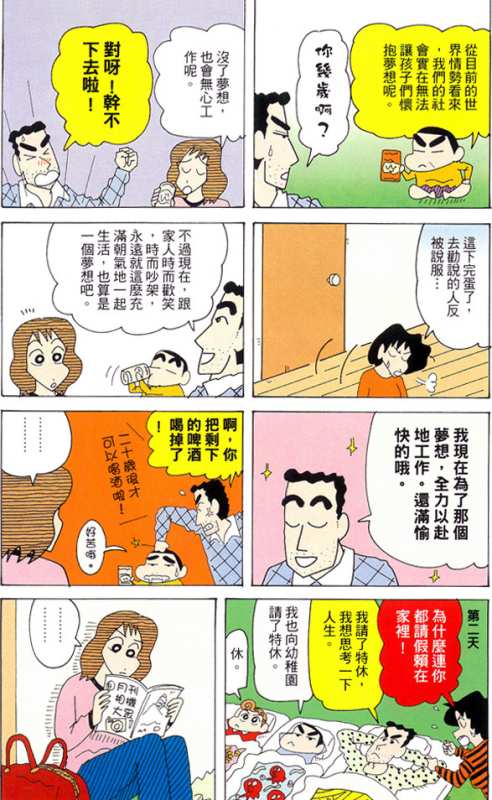 從目前的世
界情勢看來
，我們的社
會實在無法
讓孩子們懷
抱夢想呢。
你幾歲啊？
沒了夢想，
也會無心工
作呢。
對呀！幹不
下去啦！
這下完蛋了，
去勸說的人反
被說服…
不過現在，跟
家人時而歡笑
，時而吵架，
永遠就這麼充
滿朝氣地一起
生活，也算是
一個夢想吧。
我現在為了那個
夢想，全力以赴
地工作。還滿愉
快的哦。
啊，你
把剩下
的啤酒
喝掉了
！
二十歲後才
可以喝酒啦！
好苦哦。
………
第二天
為什麼連你
都請假賴在
家裡！
我請了特休，
我想思考一下
人生。
我也向幼稚園
請了特休。
休。
………
月刊
相機
大